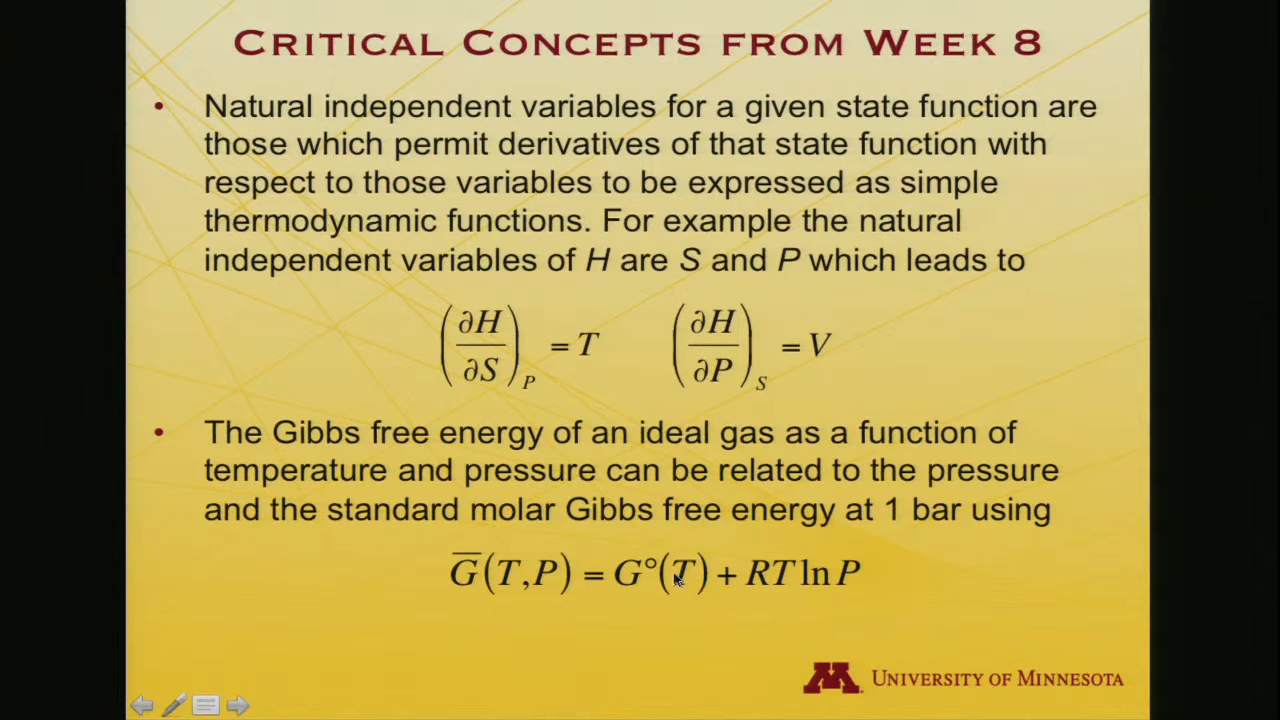 CRITICAL CONCEPTS FROM WEEK 8
• Natural independent variables for a given state function are
those which permit derivatives of that state function with
respect to those variables to be expressed as simple
thermodynamic functions. For example the natural
independent variables of H are S and P which leads to
(∂H/∂S)_P = T (∂H/∂P)_S = V
• The Gibbs free energy of an ideal gas as a function of
temperature and pressure can be related to the pressure
and the standard molar Gibbs free energy at 1 bar using
G̅(T,P) = G°(T) + RT ln P
M UNIVERSITY OF MINNESOTA